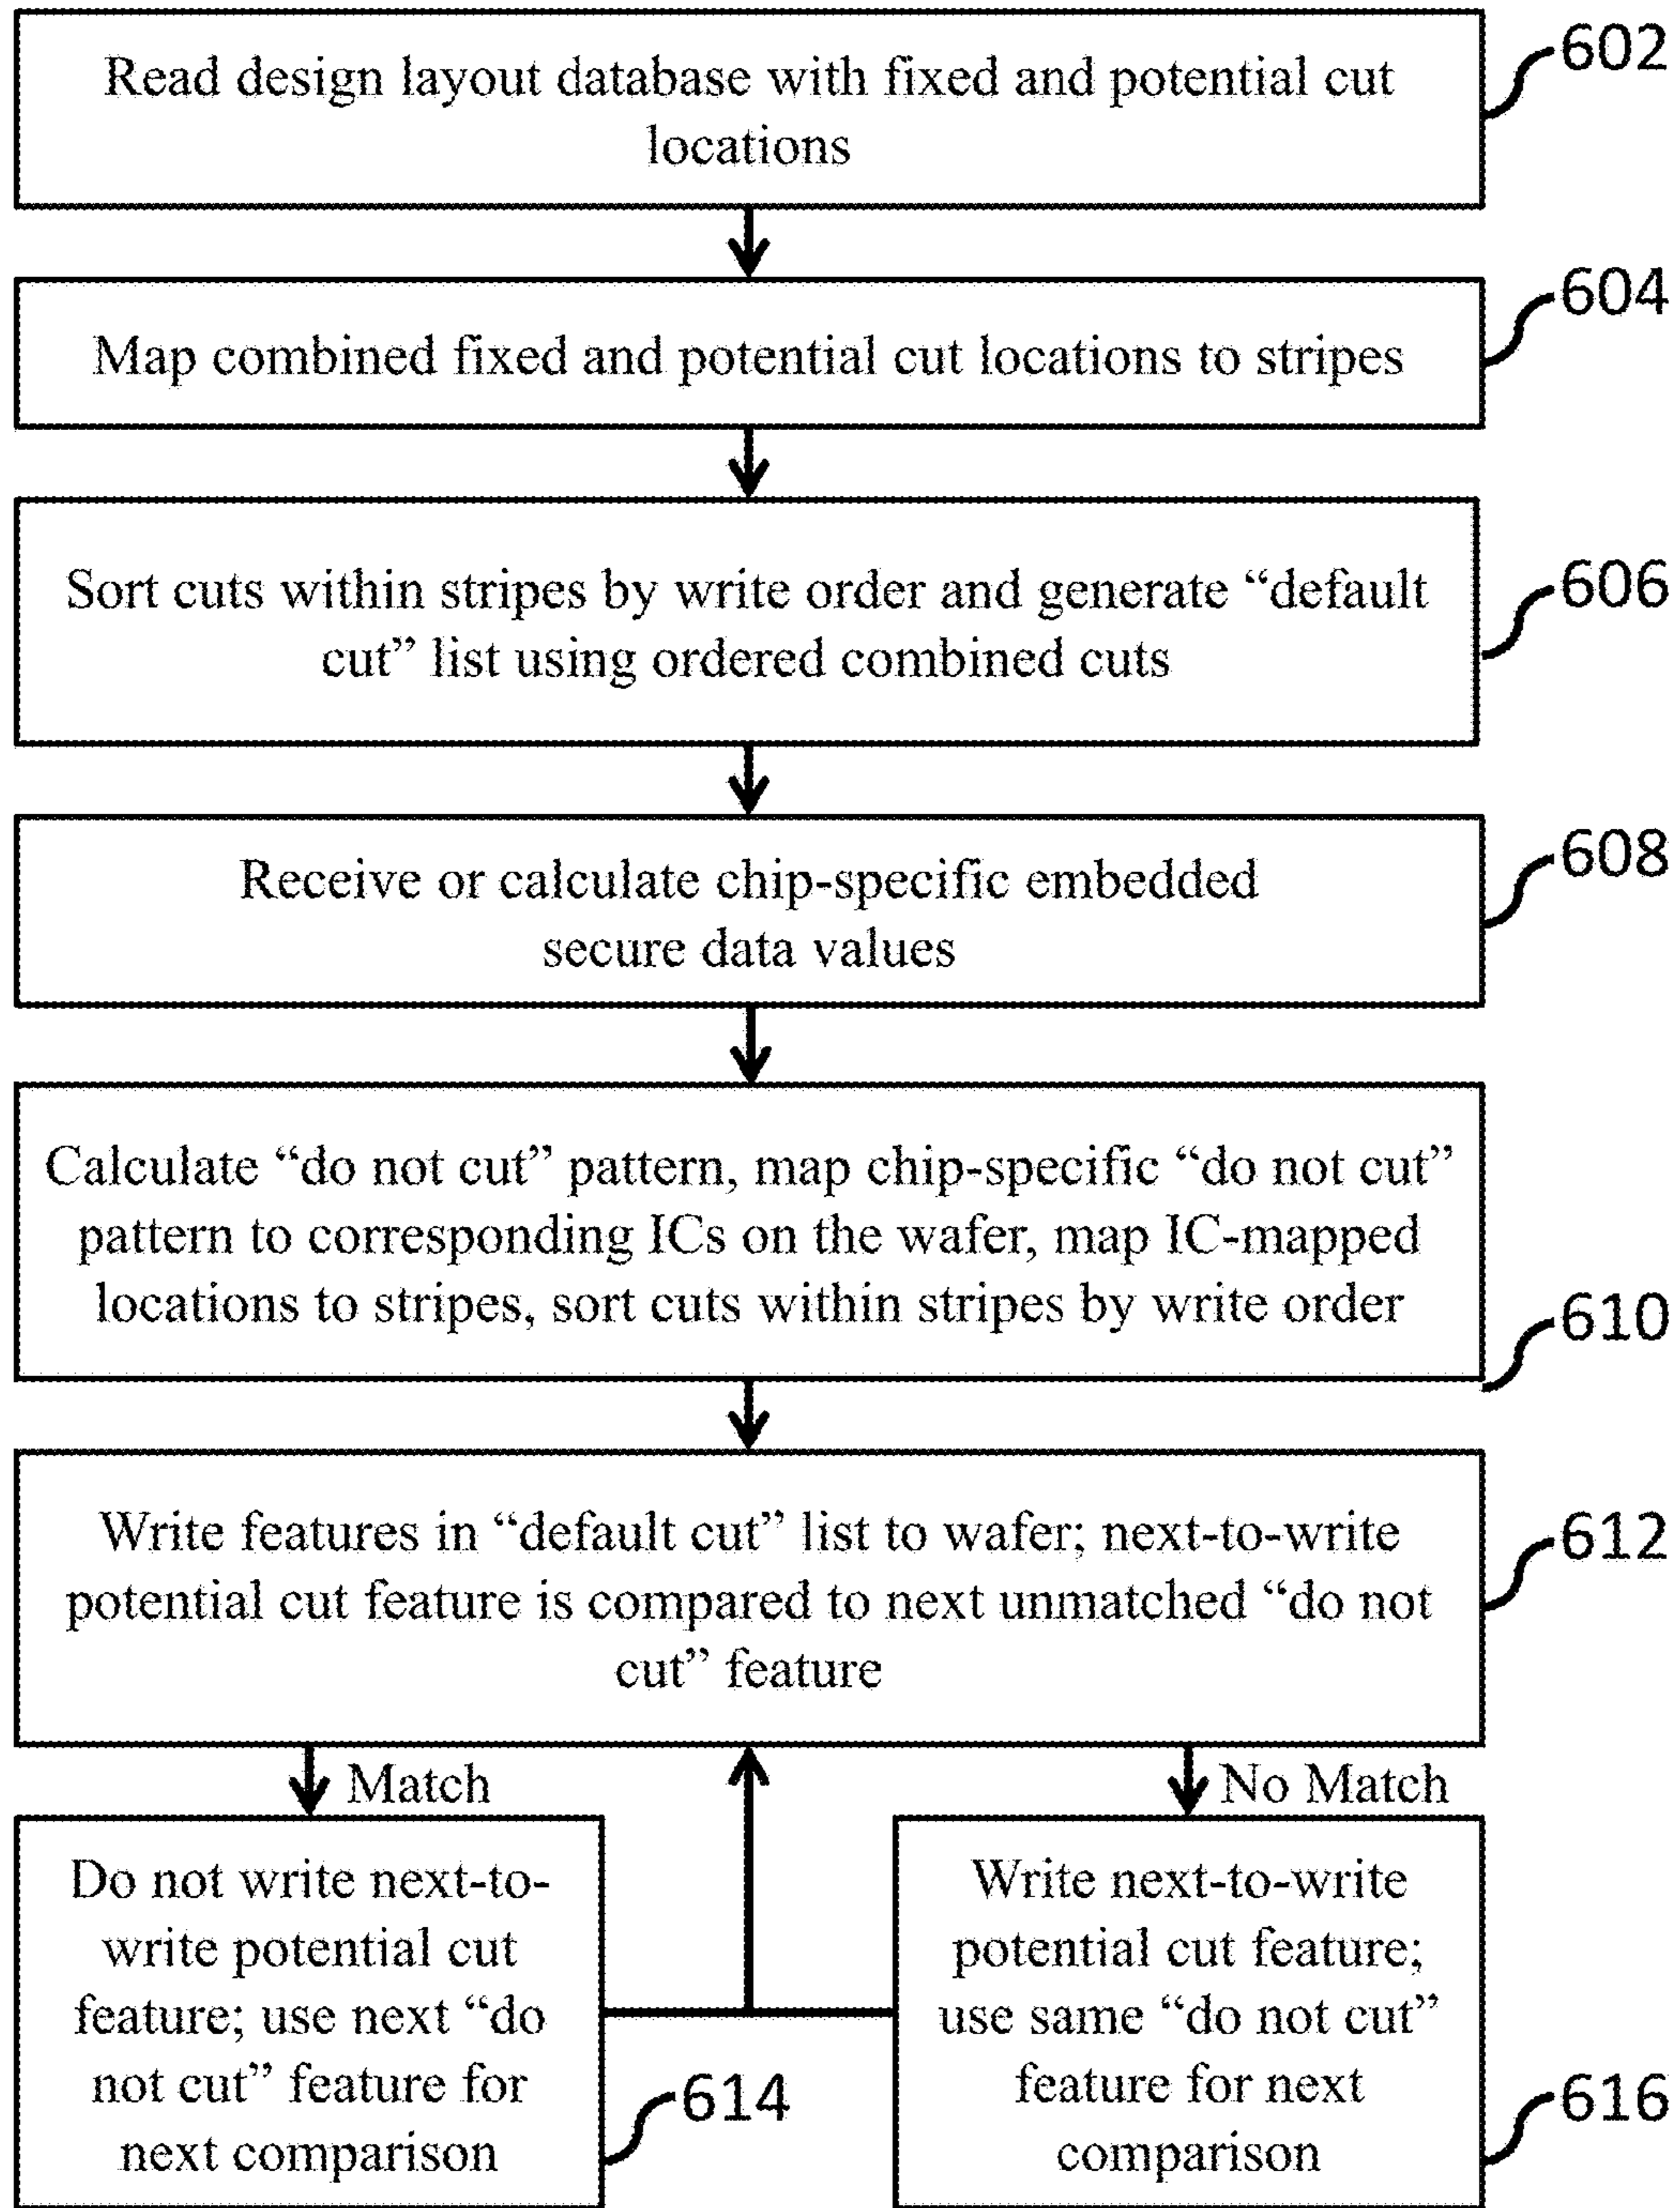 Read design layout database with fixed and potential cut
locations
602
Map combined fixed and potential cut locations to stripes
604
Sort cuts within stripes by write order and generate “default
cut” list using ordered combined cuts
606
Receive or calculate chip-specific embedded
secure data values
608
Calculate “do not cut” pattern, map chip-specific “do not cut”
pattern to corresponding ICs on the wafer, map IC-mapped
locations to stripes, sort cuts within stripes by write order
610
Write features in “default cut” list to wafer; next-to-write
potential cut feature is compared to next unmatched “do not
cut” feature
612
Match
No Match
Do not write next-to-
write potential cut
feature; use next “do
not cut” feature for
next comparison
614
Write next-to-write
potential cut feature;
use same “do not cut”
feature for next
comparison
616